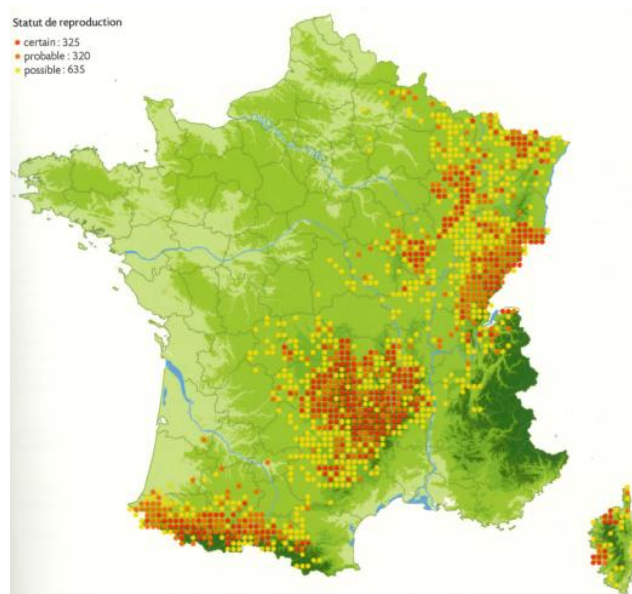 Statut de reproduction
certain : 325
probable : 320
possible : 635